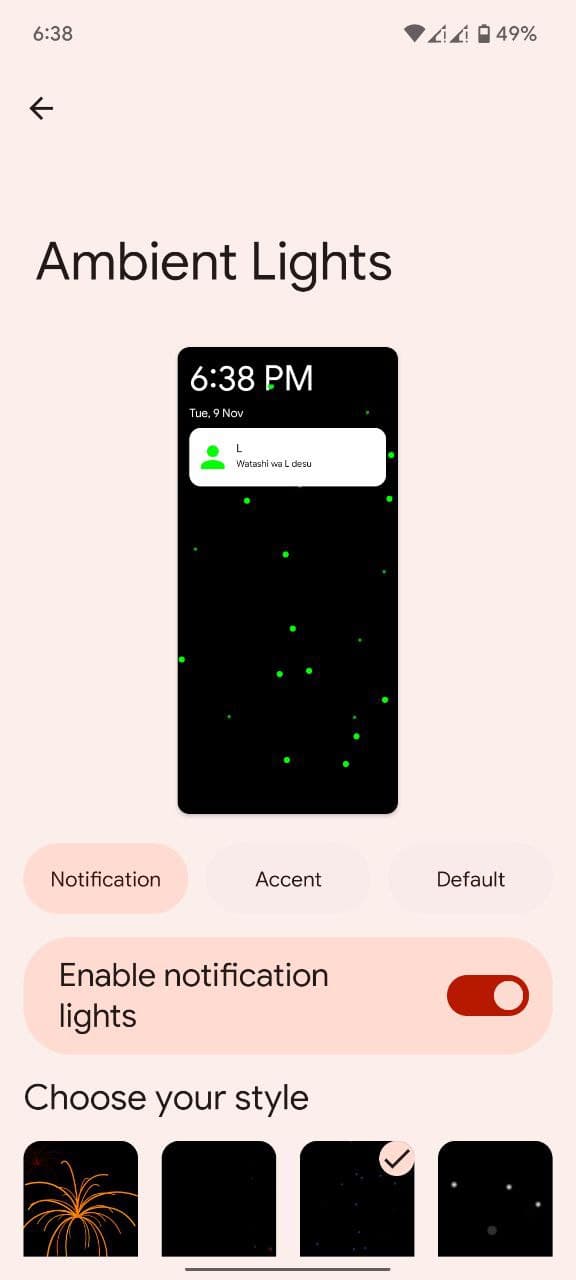 6:38
49%
Ambient Lights
6:38 PM
Tue, 9 Nov
L
Watashi wa L desu
Notification Accent Default
Enable notification
lights
Choose your style